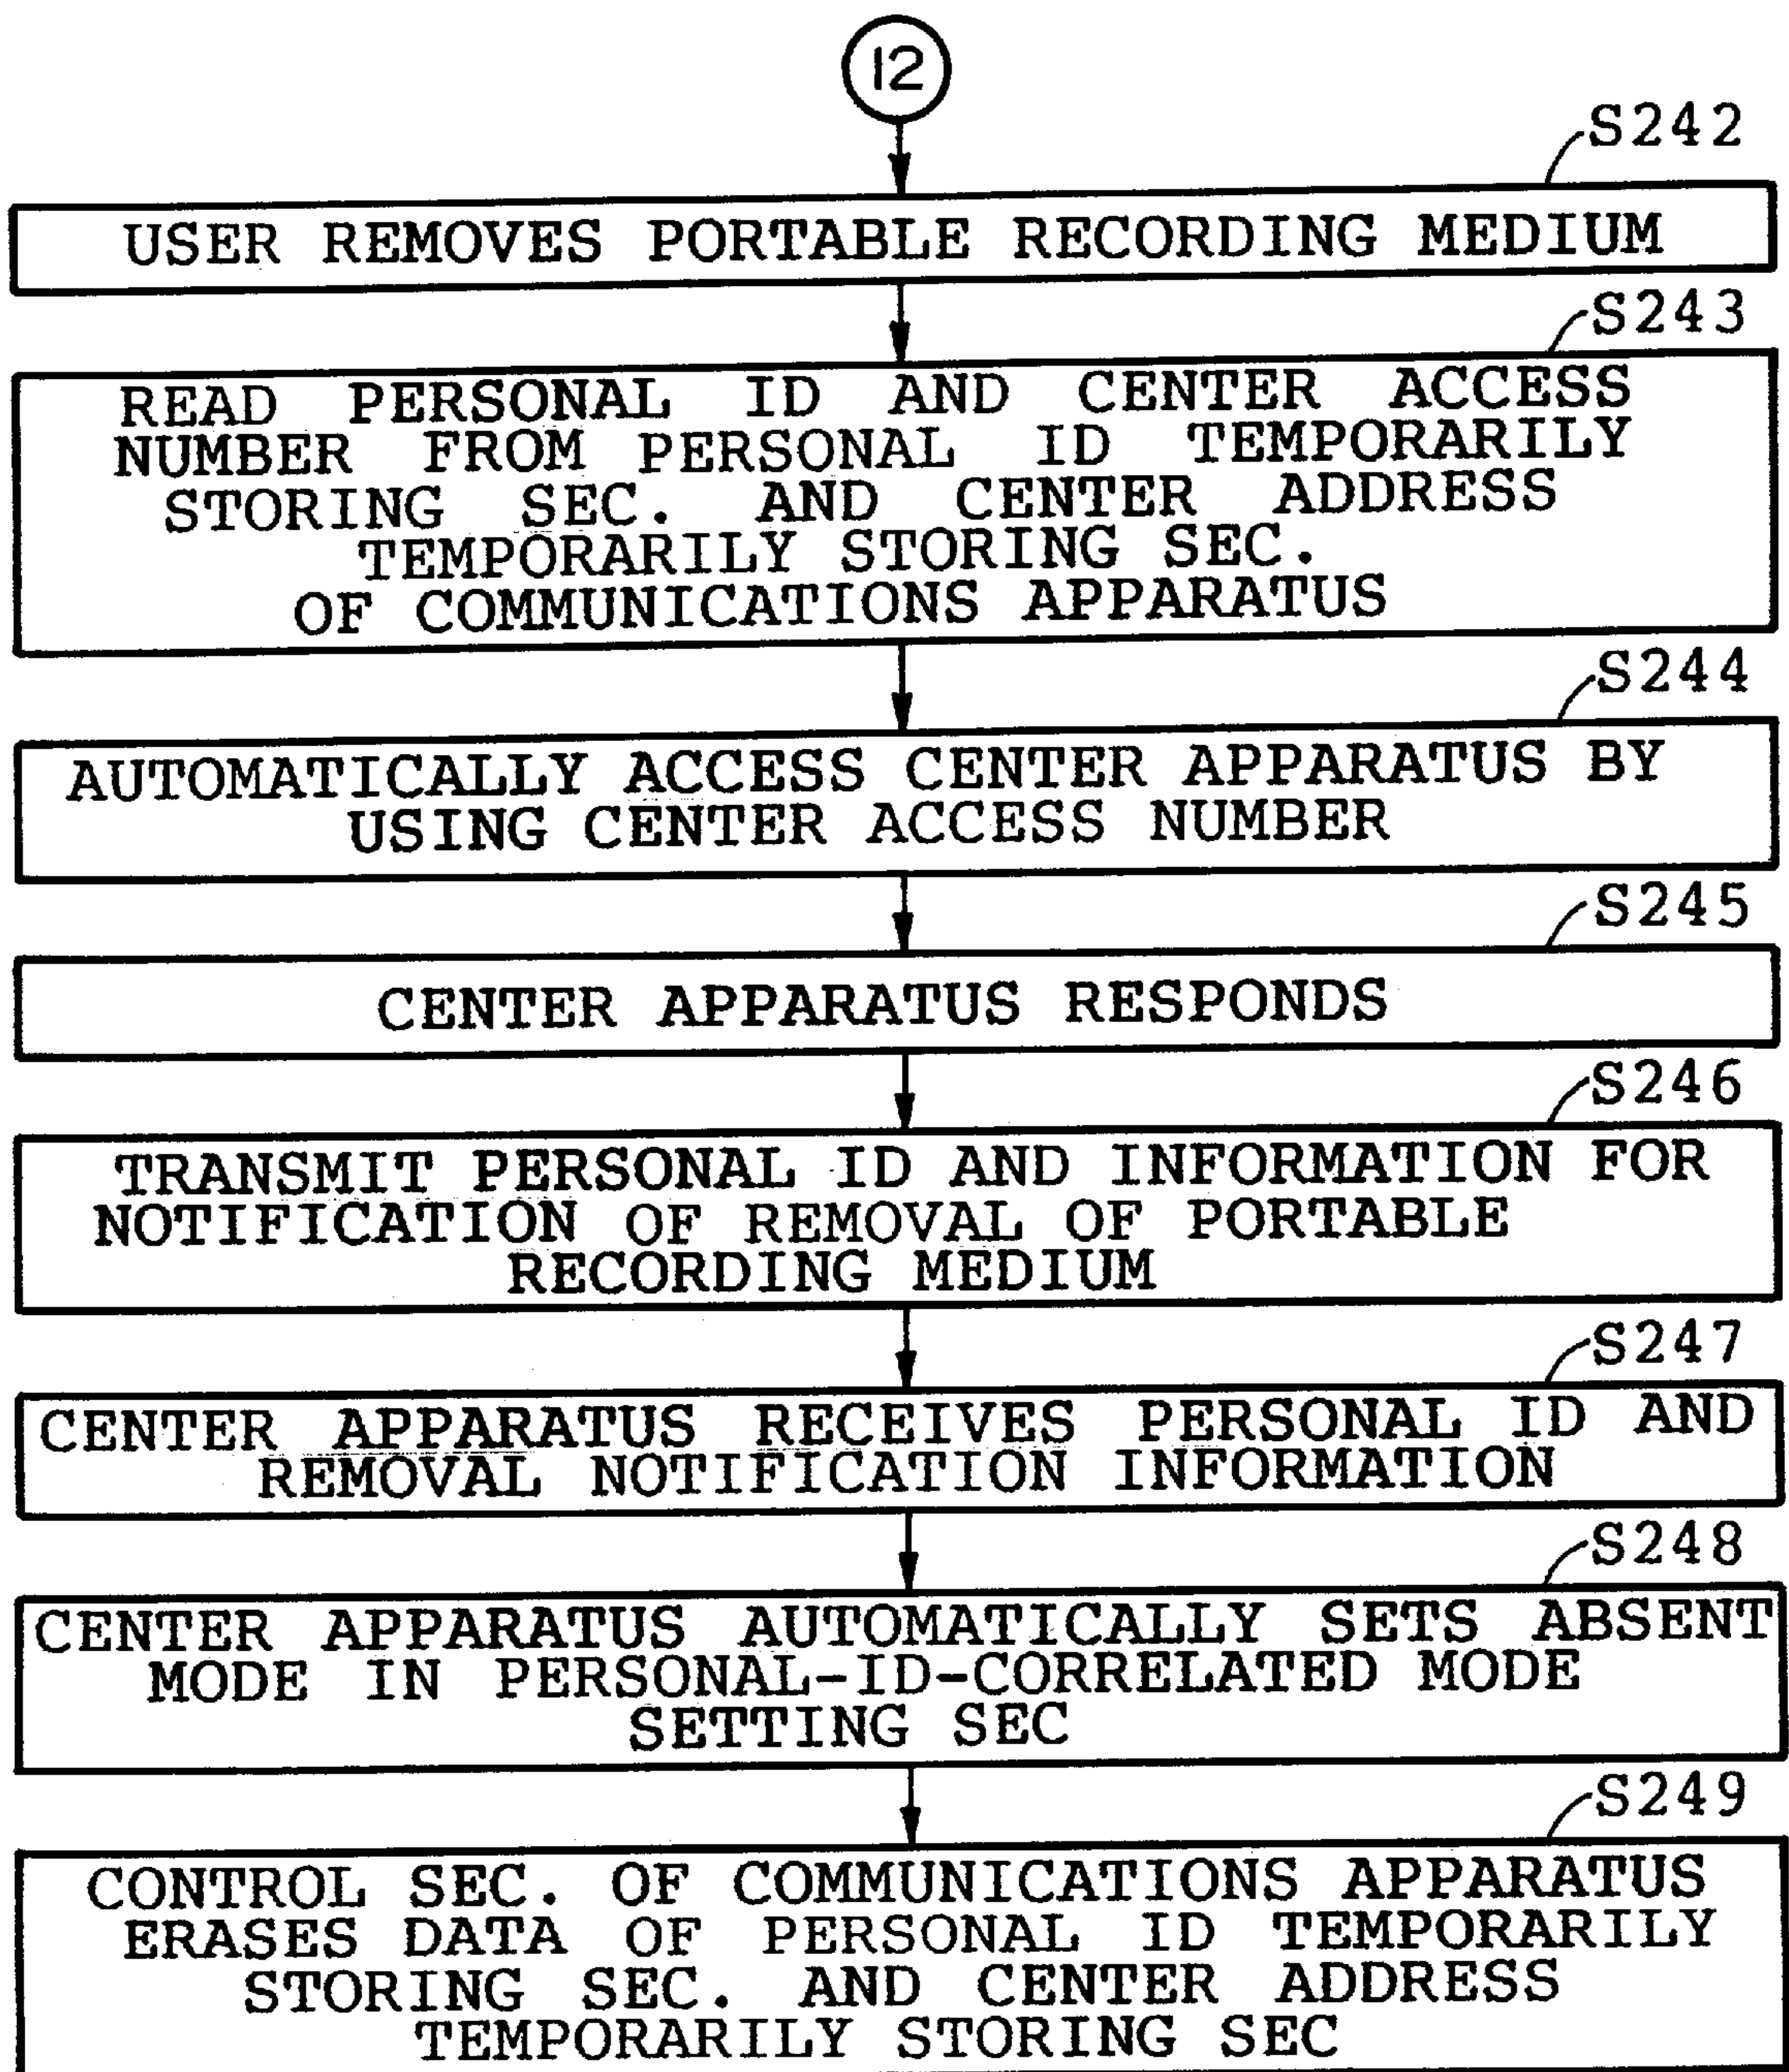 12
S242
USER REMOVES PORTABLE RECORDING MEDIUM
S243
READ PERSONAL ID AND CENTER ACCESS
NUMBER FROM PERSONAL ID TEMPORARILY
STORING SEC. AND CENTER ADDRESS
TEMPORARILY STORING SEC.
OF COMMUNICATIONS APPARATUS
S244
AUTOMATICALLY ACCESS CENTER APPARATUS BY
USING CENTER ACCESS NUMBER
S245
CENTER APPARATUS RESPONDS
S246
TRANSMIT PERSONAL ID AND INFORMATION FOR
NOTIFICATION OF REMOVAL OF PORTABLE
RECORDING MEDIUM
S247
CENTER APPARATUS RECEIVES PERSONAL ID AND
REMOVAL NOTIFICATION INFORMATION
S248
CENTER APPARATUS AUTOMATICALLY SETS ABSENT
MODE IN PERSONAL-ID-CORRELATED MODE
SETTING SEC
S249
CONTROL SEC. OF COMMUNICATIONS APPARATUS
ERASES DATA OF PERSONAL ID TEMPORARILY
STORING SEC. AND CENTER ADDRESS
TEMPORARILY STORING SEC